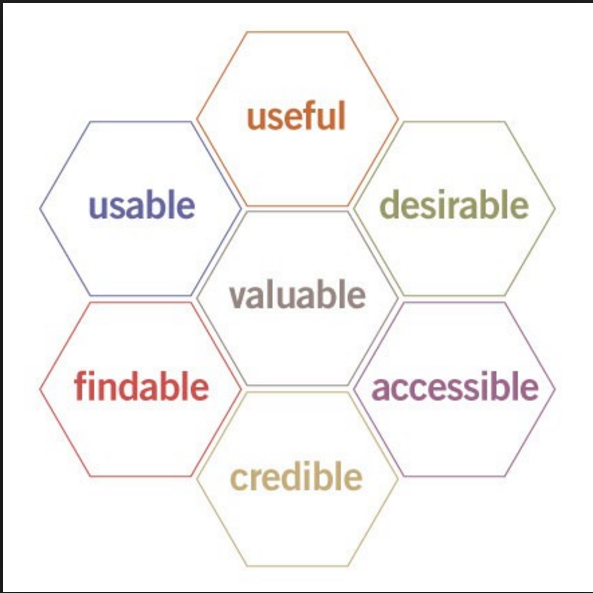 useful
usable
desirable
valuable
findable
accessible
credible